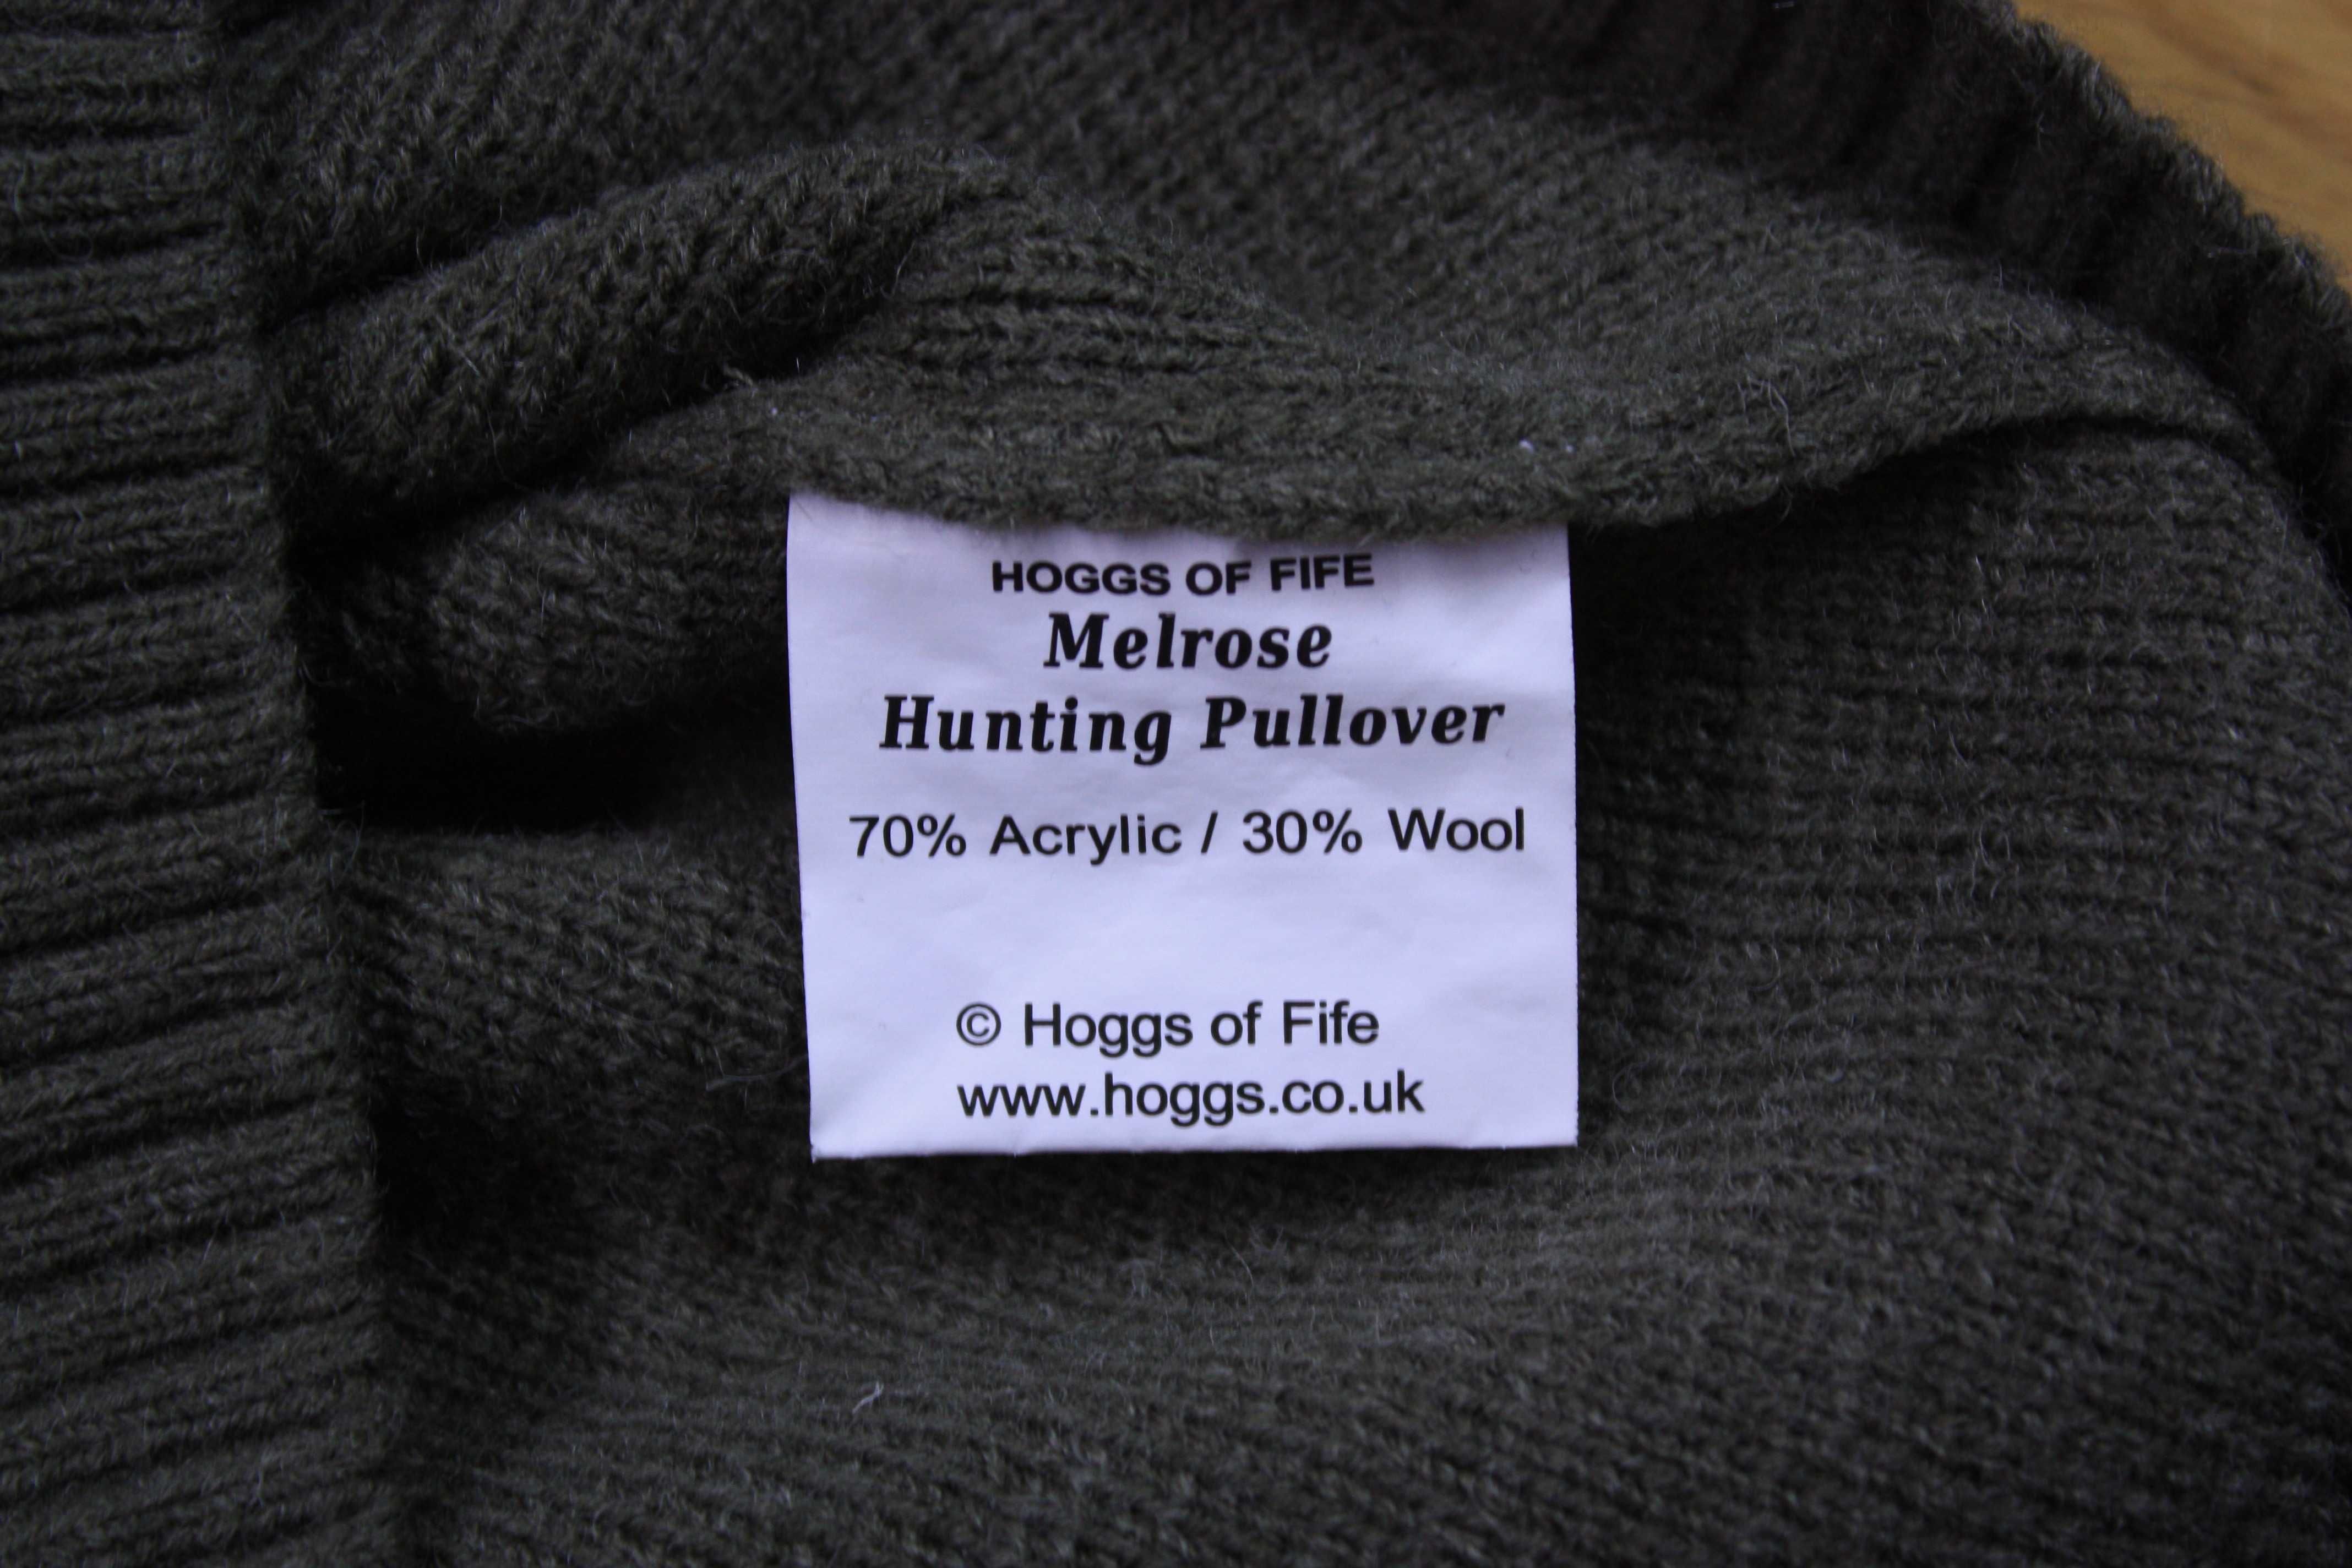 HOGGS OF FIFE
Melrose
Hunting Pullover
70% Acrylic / 30% Wool
© Hoggs of Fife
www.hoggs.co.uk